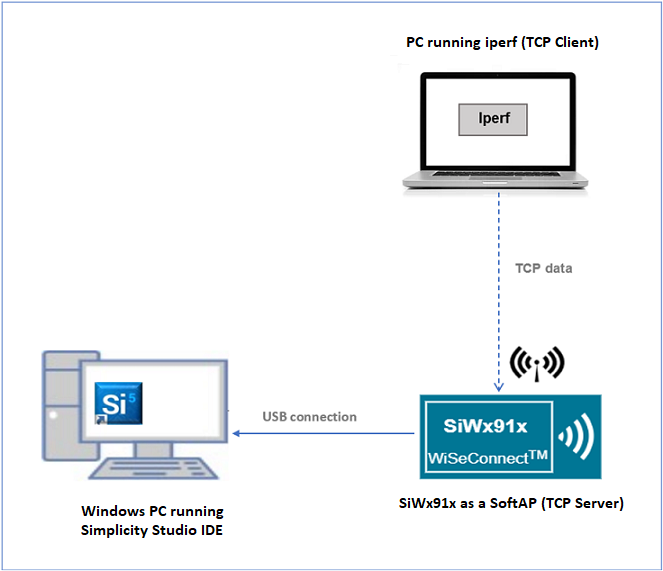 PC running iperf (TCP Client)
Iperf
TCP data
Si 5
USB connection
SiWx91x
WiSeConnect™
Windows PC running
Simplicity Studio IDE
SiWx91x as a SoftAP (TCP Server)